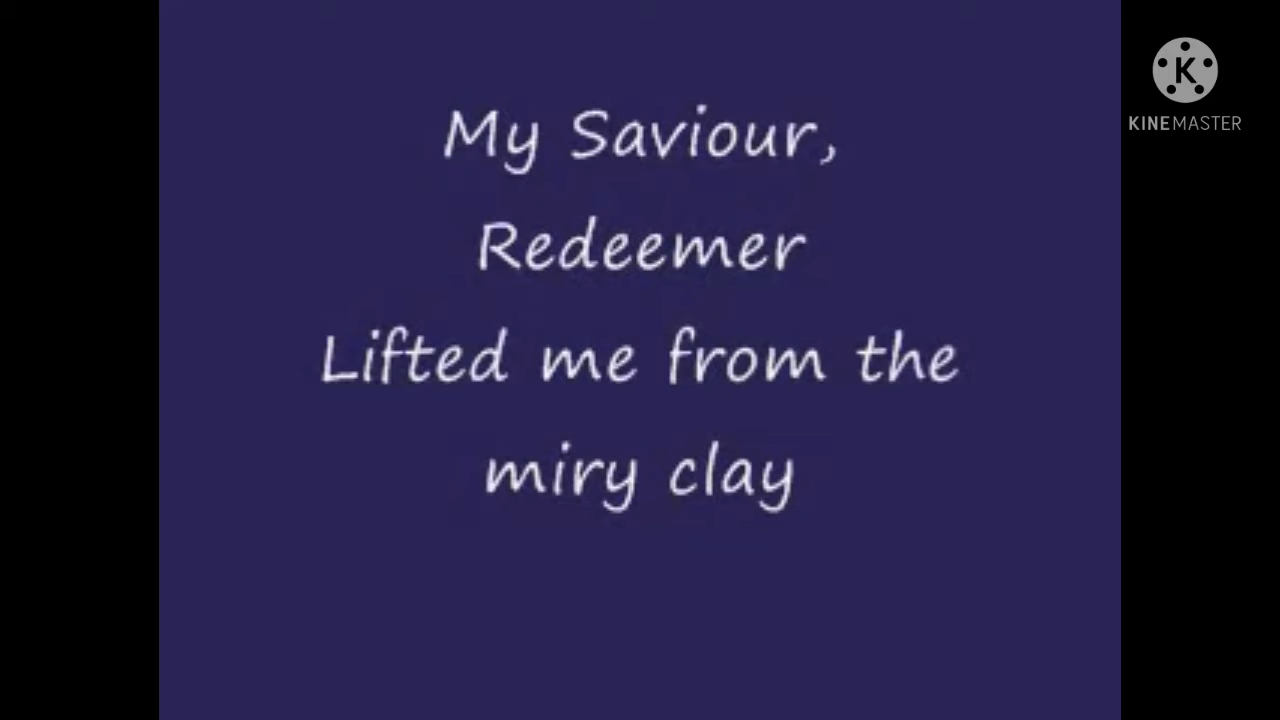 My Saviour,
Redeemer
Lifted me from the
miry clay
K
KINEMASTER